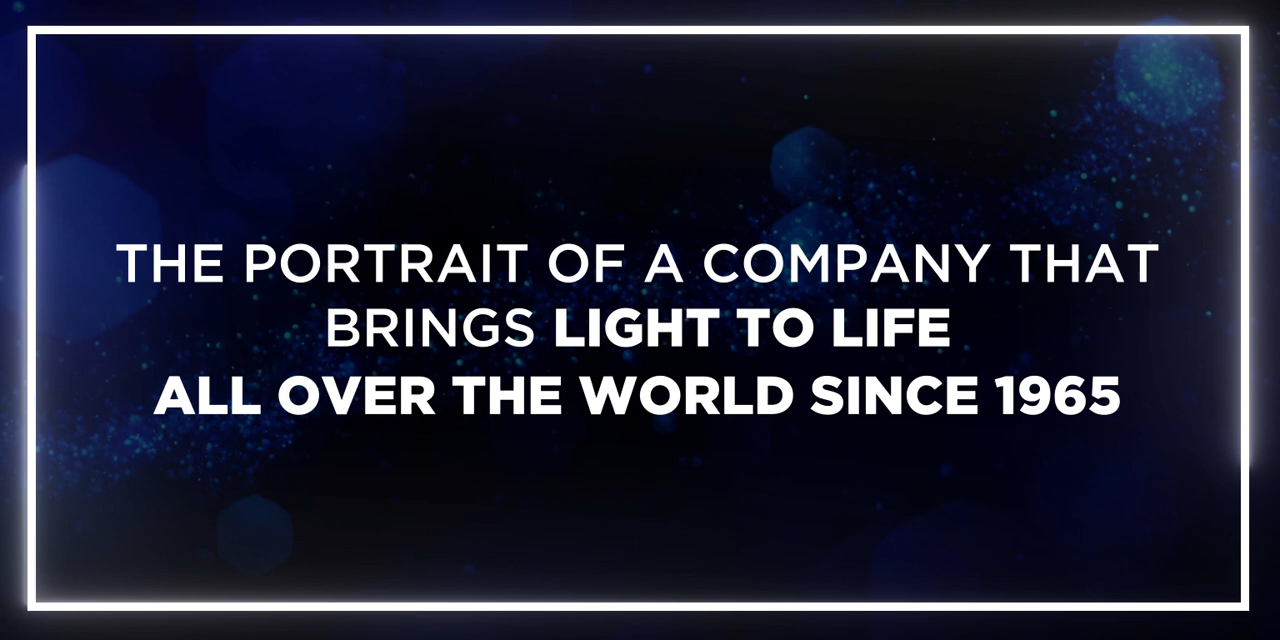 THE PORTRAIT OF A COMPANY THAT
BRINGS LIGHT TO LIFE
ALL OVER THE WORLD SINCE 1965